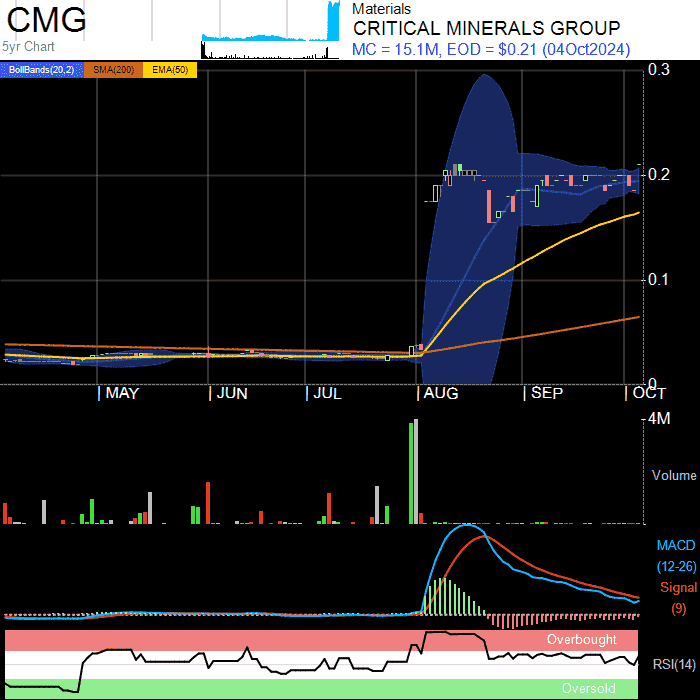 CMG
5yr Chart
Materials
CRITICAL MINERALS GROUP
MC = 15.1M, EOD = $0.21 (04Oct2024)
BollBands(20,2) SMA(200) EMA(50)
0.3
0.2
0.1
0
MAY JUN JUL AUG SEP OCT
4M
Volume
MACD
(12-26)
Signal
(9)
Overbought
RSI(14)
Oversold